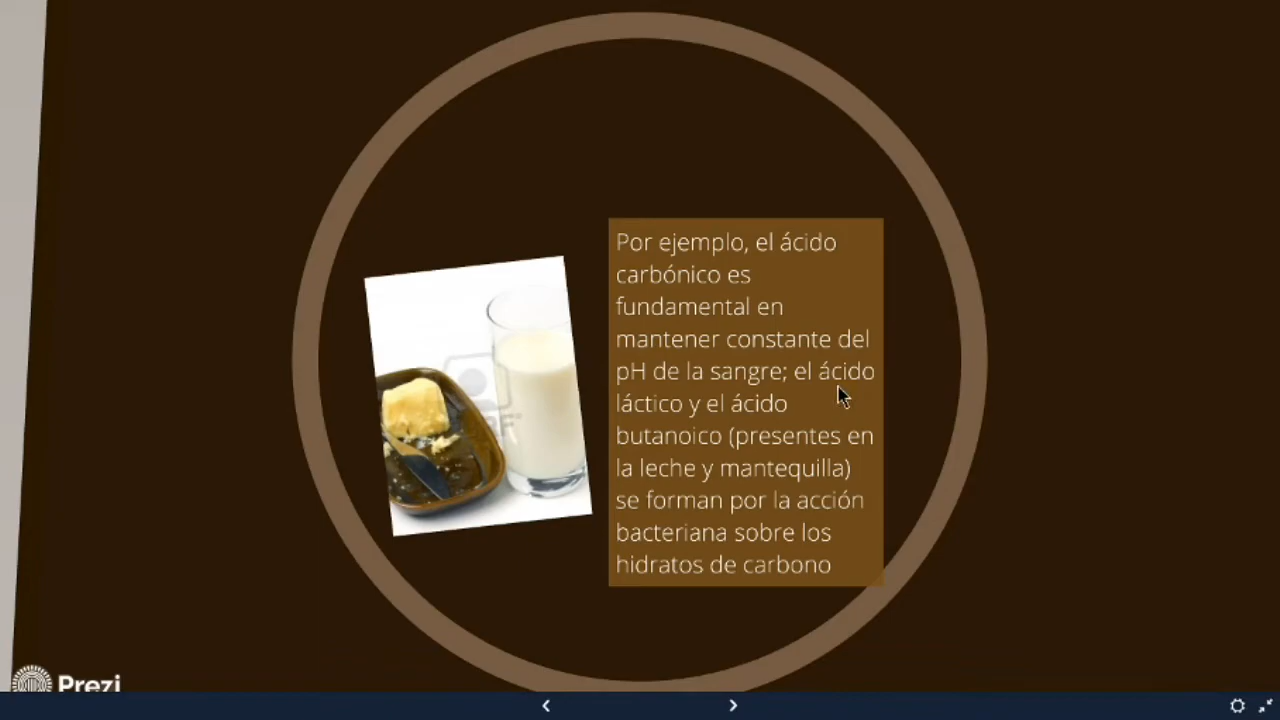 Por ejemplo, el ácido
carbónico es
fundamental en
mantener constante del
pH de la sangre; el ácido
láctico y el ácido
butanoico (presentes en
la leche y mantequilla)
se forman por la acción
bacteriana sobre los
hidratos de carbono
Prezi